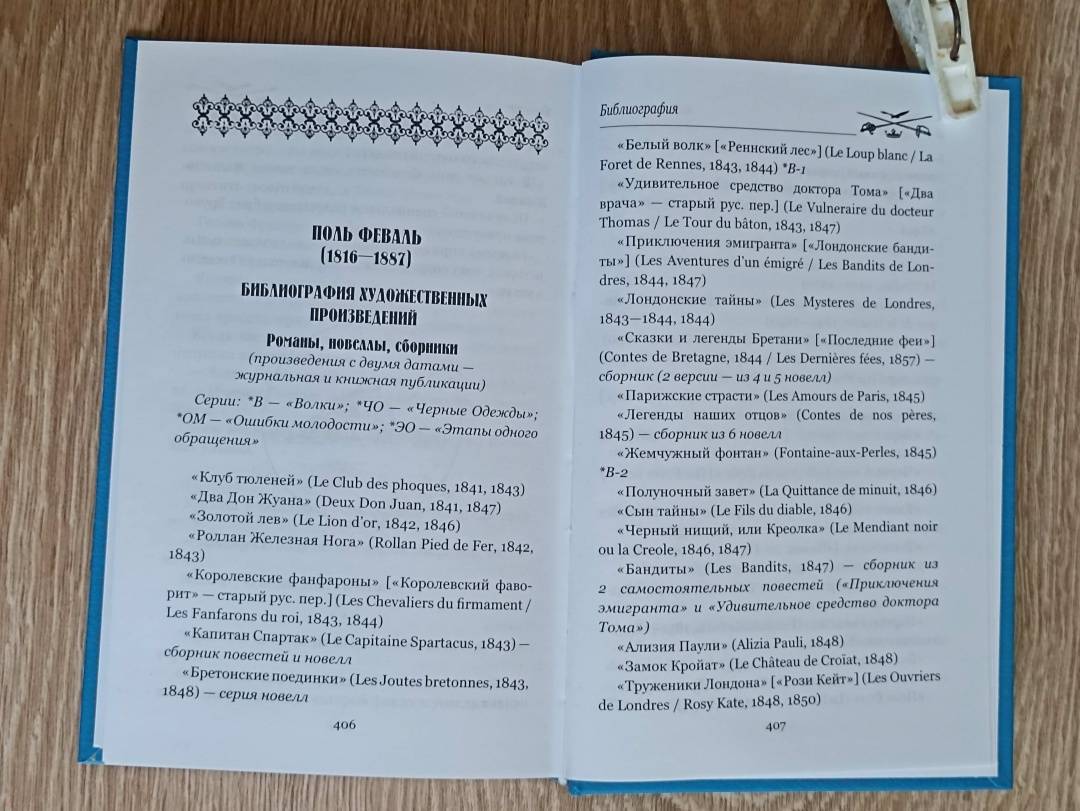 ПОЛЬ ФЕВАЛЬ
(1816—1887)
БИБЛИОГРАФИЯ ХУДОЖЕСТВЕННЫХ
ПРОИЗВЕДЕНИЙ
Романы, новеллы, сборники
(произведения с двумя датами —
журнальная и книжная публикации)
Серии: *В — «Волки»; *ЧО — «Черные Одежды»;
*ОМ — «Ошибки молодости»; *ЭО — «Этапы одного
обращения»
«Клуб тюленей» (Le Club des phoques, 1841, 1843)
«Два Дон Жуана» (Deux Don Juan, 1841, 1847)
«Золотой лев» (Le Lion d'or, 1842, 1846)
«Роллан Железная Нога» (Rollan Pied de Fer, 1842,
1843)
«Королевские фанфароны» [«Королевский фаво-
рит» — старый рус. пер.] (Les Chevaliers du firmament /
Les Fanfarons du roi, 1843, 1844)
«Капитан Спартак» (Le Capitaine Spartacus, 1843) —
сборник повестей и новелл
«Бретонские поединки» (Les Joutes bretonnes, 1843,
1848) — серия новелл
406
Библиография
«Белый волк» [«Реннский лес»] (Le Loup blanc / La
Foret de Rennes, 1843, 1844) *В-1
«Удивительное средство доктора Тома» [«Два
врача» — старый рус. пер.] (Le Vulneraire du docteur
Thomas / Le Tour du bâton, 1843, 1847)
«Приключения эмигранта» [«Лондонские банди-
ты»] (Les Aventures d'un émigré / Les Bandits de Lon-
dres, 1844, 1847)
«Лондонские тайны» (Les Mysteres de Londres,
1843—1844, 1844)
«Сказки и легенды Бретани» [«Последние феи»]
(Contes de Bretagne, 1844 / Les Dernières fées, 1857) —
сборник (2 версии — из 4 и 5 новелл)
«Парижские страсти» (Les Amours de Paris, 1845)
«Легенды наших отцов» (Contes de nos pères,
1845) — сборник из 6 новелл
«Жемчужный фонтан» (Fontaine-aux-Perles, 1845)
*В-2
«Полуночный завет» (La Quittance de minuit, 1846)
«Сын тайны» (Le Fils du diable, 1846)
«Черный нищий, или Креолка» (Le Mendiant noir
ou la Creole, 1846, 1847)
«Бандиты» (Les Bandits, 1847) — сборник из
2 самостоятельных повестей («Приключения
эмигранта» и «Удивительное средство доктора
Тома»)
«Ализия Паули» (Alizia Pauli, 1848)
«Замок Кройат» (Le Château de Croïat, 1848)
«Труженики Лондона» [«Рози Кейт»] (Les Ouvriers
de Londres / Rosy Kate, 1848, 1850)
407